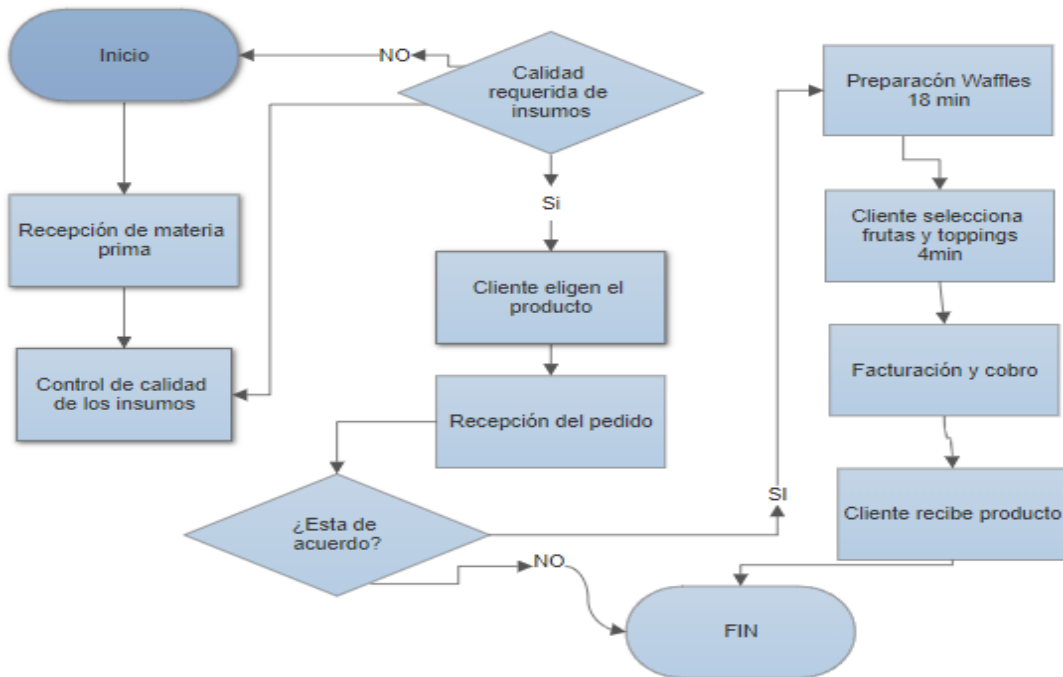 Inicio
Recepción de materia
prima
Control de calidad
de los insumos
NO
Calidad
requerida de
insumos
Si
Cliente eligen el
producto
Recepción del pedido
¿Esta de
acuerdo?
NO
SI
Preparacón Waffles
18 min
Cliente selecciona
frutas y toppings
4min
Facturación y cobro
Cliente recibe producto
FIN